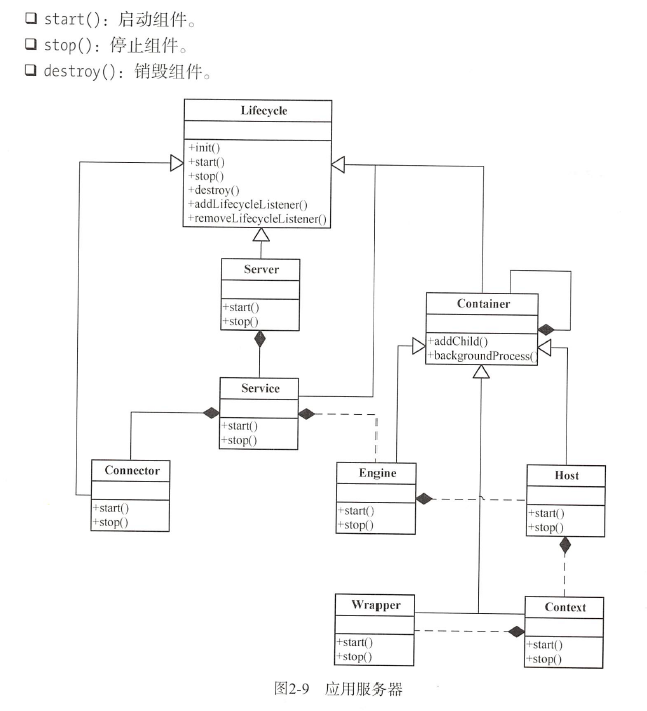 start()：启动组件。
stop()：停止组件。
destroy()：销毁组件。
Lifecycle
+init()
+start()
+stop()
+destroy()
+addLifecycleListener()
+removeLifecycleListener()
Server
+start()
+stop()
Container
+addChild()
+backgroundProcess()
Service
+start()
+stop()
Connector
+start()
+stop()
Engine
+start()
+stop()
Host
+start()
+stop()
Wrapper
+start()
+stop()
Context
+start()
+stop()
图2-9 应用服务器